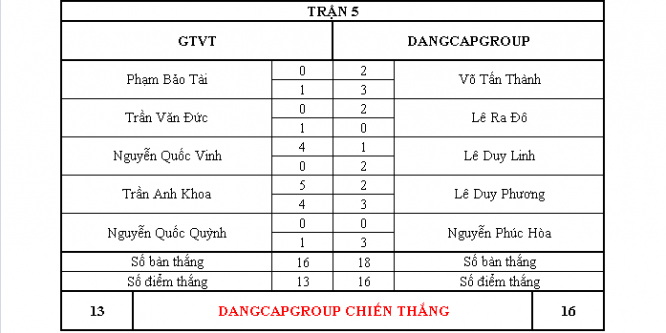 TRẬN 5
GTVT DANGCAPGROUP
Phạm Bảo Tài 0 2 Võ Tấn Thành
1 3
Trần Văn Đức 0 2 Lê Ra Đô
1 0
Nguyễn Quốc Vinh 4 1 Lê Duy Linh
0 2
Trần Anh Khoa 5 2 Lê Duy Phương
4 3
Nguyễn Quốc Quỳnh 0 0 Nguyễn Phúc Hòa
1 3
Số bàn thắng 16 18 Số bàn thắng
Số điểm thắng 13 16 Số điểm thắng
13 DANGCAPGROUP CHIẾN THẮNG 16